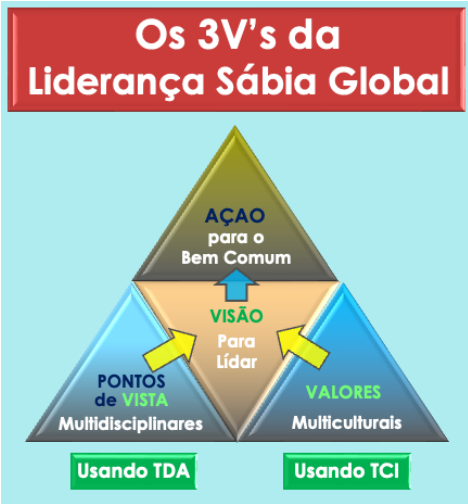 Os 3V's da
Liderança Sábia Global
AÇAO
para o
Bem Comum
VISÃO
Para
Lídar
PONTOS
de VISTA
Multidisciplinares
VALORES
Multiculturais
Usando TDA
Usando TCI